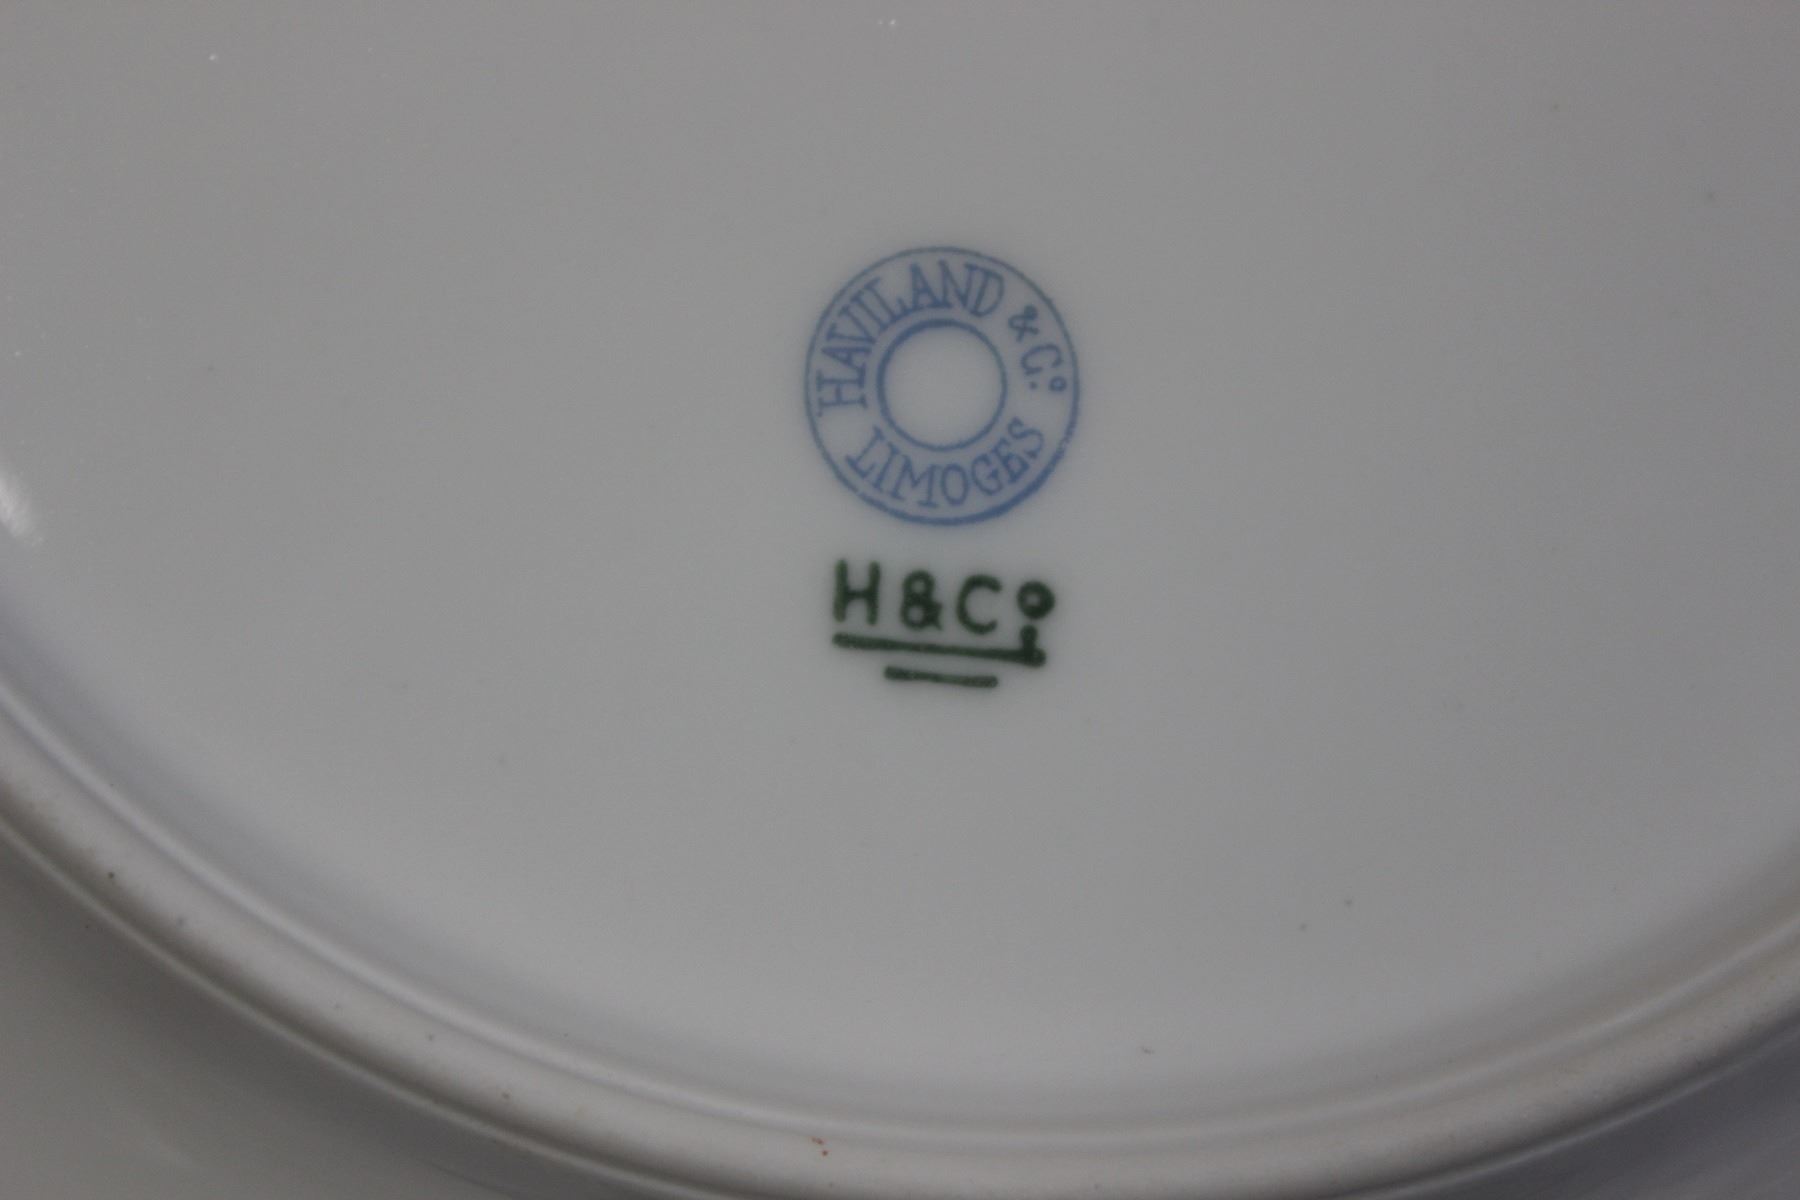 HAVILAND & Cº.
LIMOGES
H&Cº